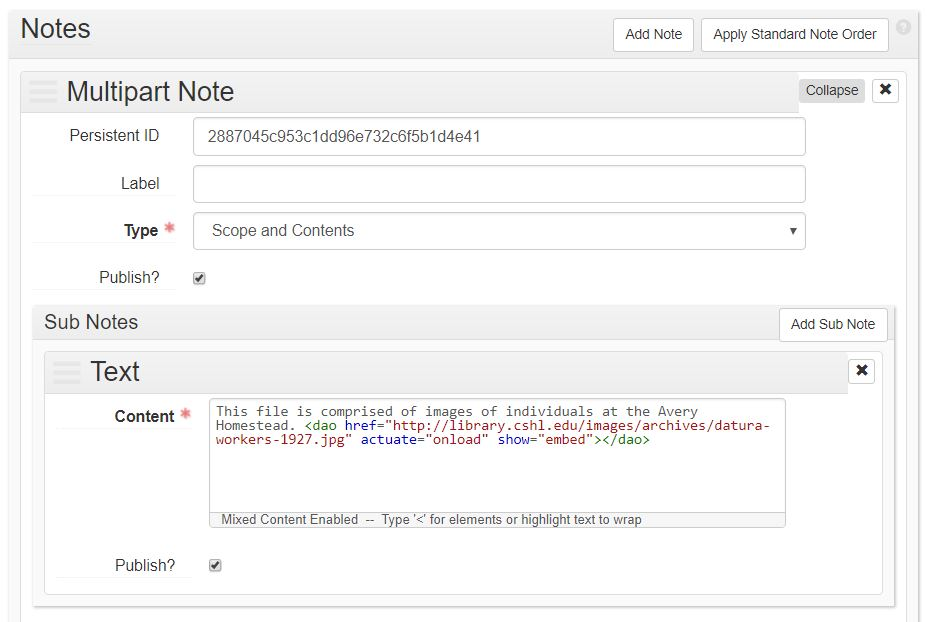 Notes
Add Note
Apply Standard Note Order
?
Multipart Note
Collapse
✖
Persistent ID
2887045c953c1dd96e732c6f5b1d4e41
Label
Type *
Scope and Contents
Publish?
Sub Notes
Add Sub Note
Text
✖
Content *
This file is comprised of images of individuals at the Avery
Homestead. <dao href="http://library.cshl.edu/images/archives/datura-
workers-1927.jpg" actuate="onload" show="embed"></dao>
Mixed Content Enabled -- Type '<' for elements or highlight text to wrap
Publish?